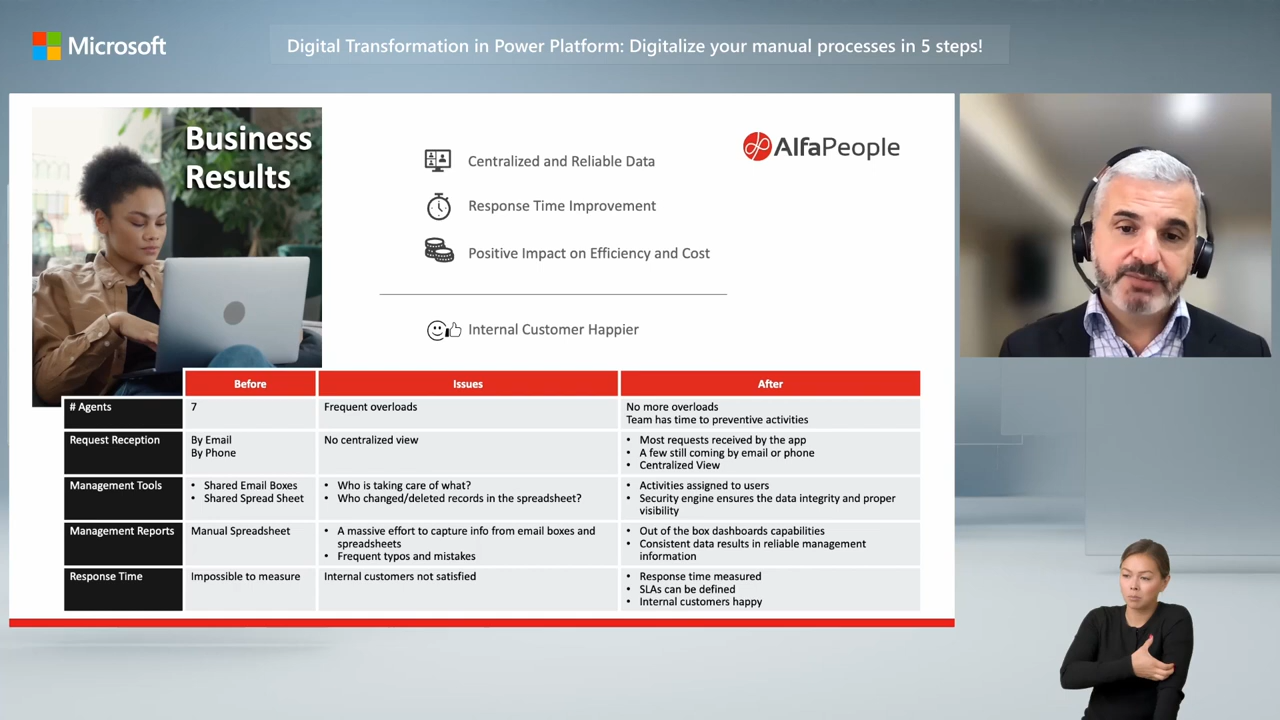 Microsoft
Digital Transformation in Power Platform: Digitalize your manual processes in 5 steps!
Business
Results
Centralized and Reliable Data
Response Time Improvement
Positive Impact on Efficiency and Cost
Internal Customer Happier
AlfaPeople
Before
Issues
After
# Agents
7
Frequent overloads
No more overloads
Team has time to preventive activities
Request Reception
By Email
By Phone
No centralized view
• Most requests received by the app
• A few still coming by email or phone
• Centralized View
Management Tools
• Shared Email Boxes
• Shared Spread Sheet
• Who is taking care of what?
• Who changed/deleted records in the spreadsheet?
• Activities assigned to users
• Security engine ensures the data integrity and proper
visibility
Management Reports
Manual Spreadsheet
• A massive effort to capture info from email boxes and
spreadsheets
• Frequent typos and mistakes
• Out of the box dashboards capabilities
• Consistent data results in reliable management
information
Response Time
Impossible to measure
Internal customers not satisfied
• Response time measured
• SLAs can be defined
• Internal customers happy